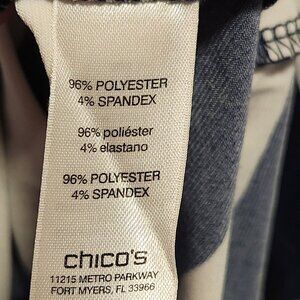 96% POLYESTER
4% SPANDEX
96% poliéster
4% elastano
96% POLYESTER
4% SPANDEX
chico's
11215 METRO PARKWAY
FORT MYERS, FL 33966